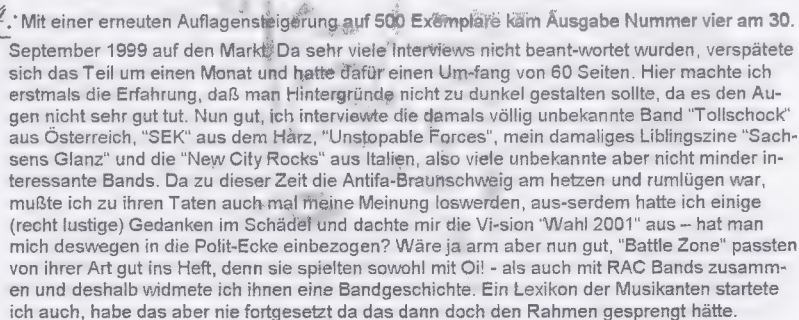 4. Mit einer erneuten Auflagensteigerung auf 500 Exemplare kam Ausgabe Nummer vier am 30.
September 1999 auf den Markt. Da sehr viele Interviews nicht beant-wortet wurden, verspätete
sich das Teil um einen Monat und hatte dafür einen Um-fang von 60 Seiten. Hier machte ich
erstmals die Erfahrung, daß man Hintergründe nicht zu dunkel gestalten sollte, da es den Au-
gen nicht sehr gut tut. Nun gut, ich interviewte die damals völlig unbekannte Band "Tollschock"
aus Österreich, "SEK" aus dem Harz, "Unstopable Forces", mein damaliges Liblingszine "Sach-
sens Glanz" und die "New City Rocks" aus Italien, also viele unbekannte aber nicht minder in-
teressante Bands. Da zu dieser Zeit die Antifa-Braunschweig am hetzen und rumlügen war,
mußte ich zu ihren Taten auch mal meine Meinung loswerden, aus-serdem hatte ich einige
(recht lustige) Gedanken im Schädel und dachte mir die Vi-sion "Wahl 2001" aus – hat man
mich deswegen in die Polit-Ecke einbezogen? Wäre ja arm aber nun gut, "Battle Zone" passten
von ihrer Art gut ins Heft, denn sie spielten sowohl mit Oi! - als auch mit RAC Bands zusamm-
en und deshalb widmete ich ihnen eine Bandgeschichte. Ein Lexikon der Musikanten startete
ich auch, habe das aber nie fortgesetzt da das dann doch den Rahmen gesprengt hätte.